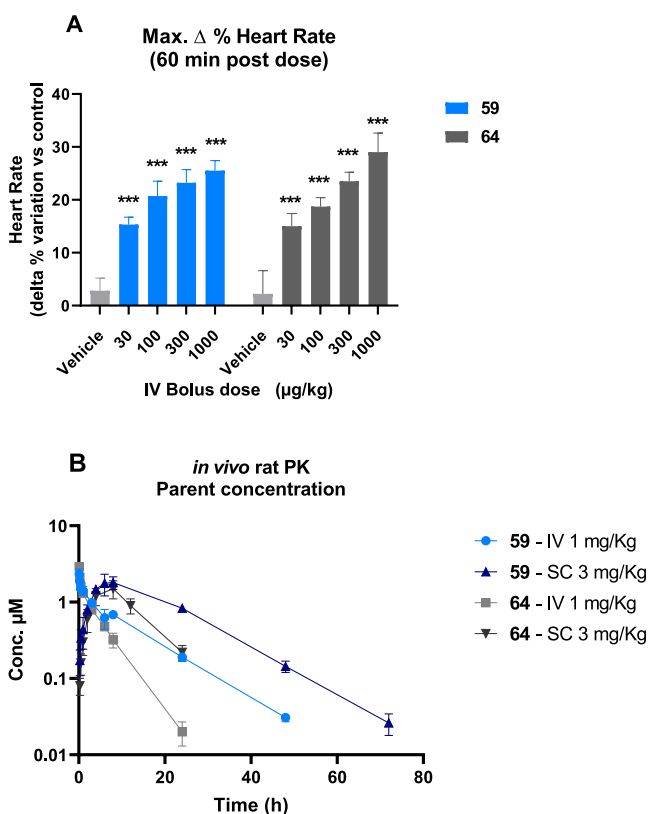 A
Max. Δ % Heart Rate
(60 min post dose)
Heart Rate
(delta % variation vs control)
40
30
20
10
0
***
***
***
***
***
***
***
***
Vehicle
30
100
300
1000
Vehicle
30
100
300
1000
IV Bolus dose (µg/kg)
59
64
B
in vivo rat PK
Parent concentration
Conc. µM
10
1
0.1
0.01
0
20
40
60
80
Time (h)
59 - IV 1 mg/Kg
59 - SC 3 mg/Kg
64 - IV 1 mg/Kg
64 - SC 3 mg/Kg